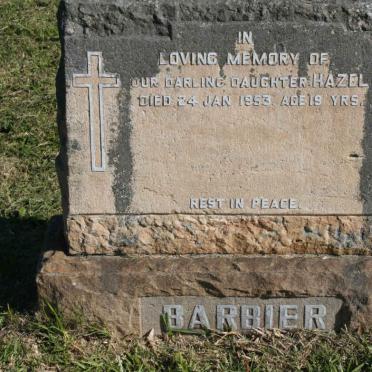 IN
LOVING MEMORY OF
OUR DARLING DAUGHTER HAZEL
DIED 24 JAN 1953. AGE 19 YRS.
REST IN PEACE.
BARBIER